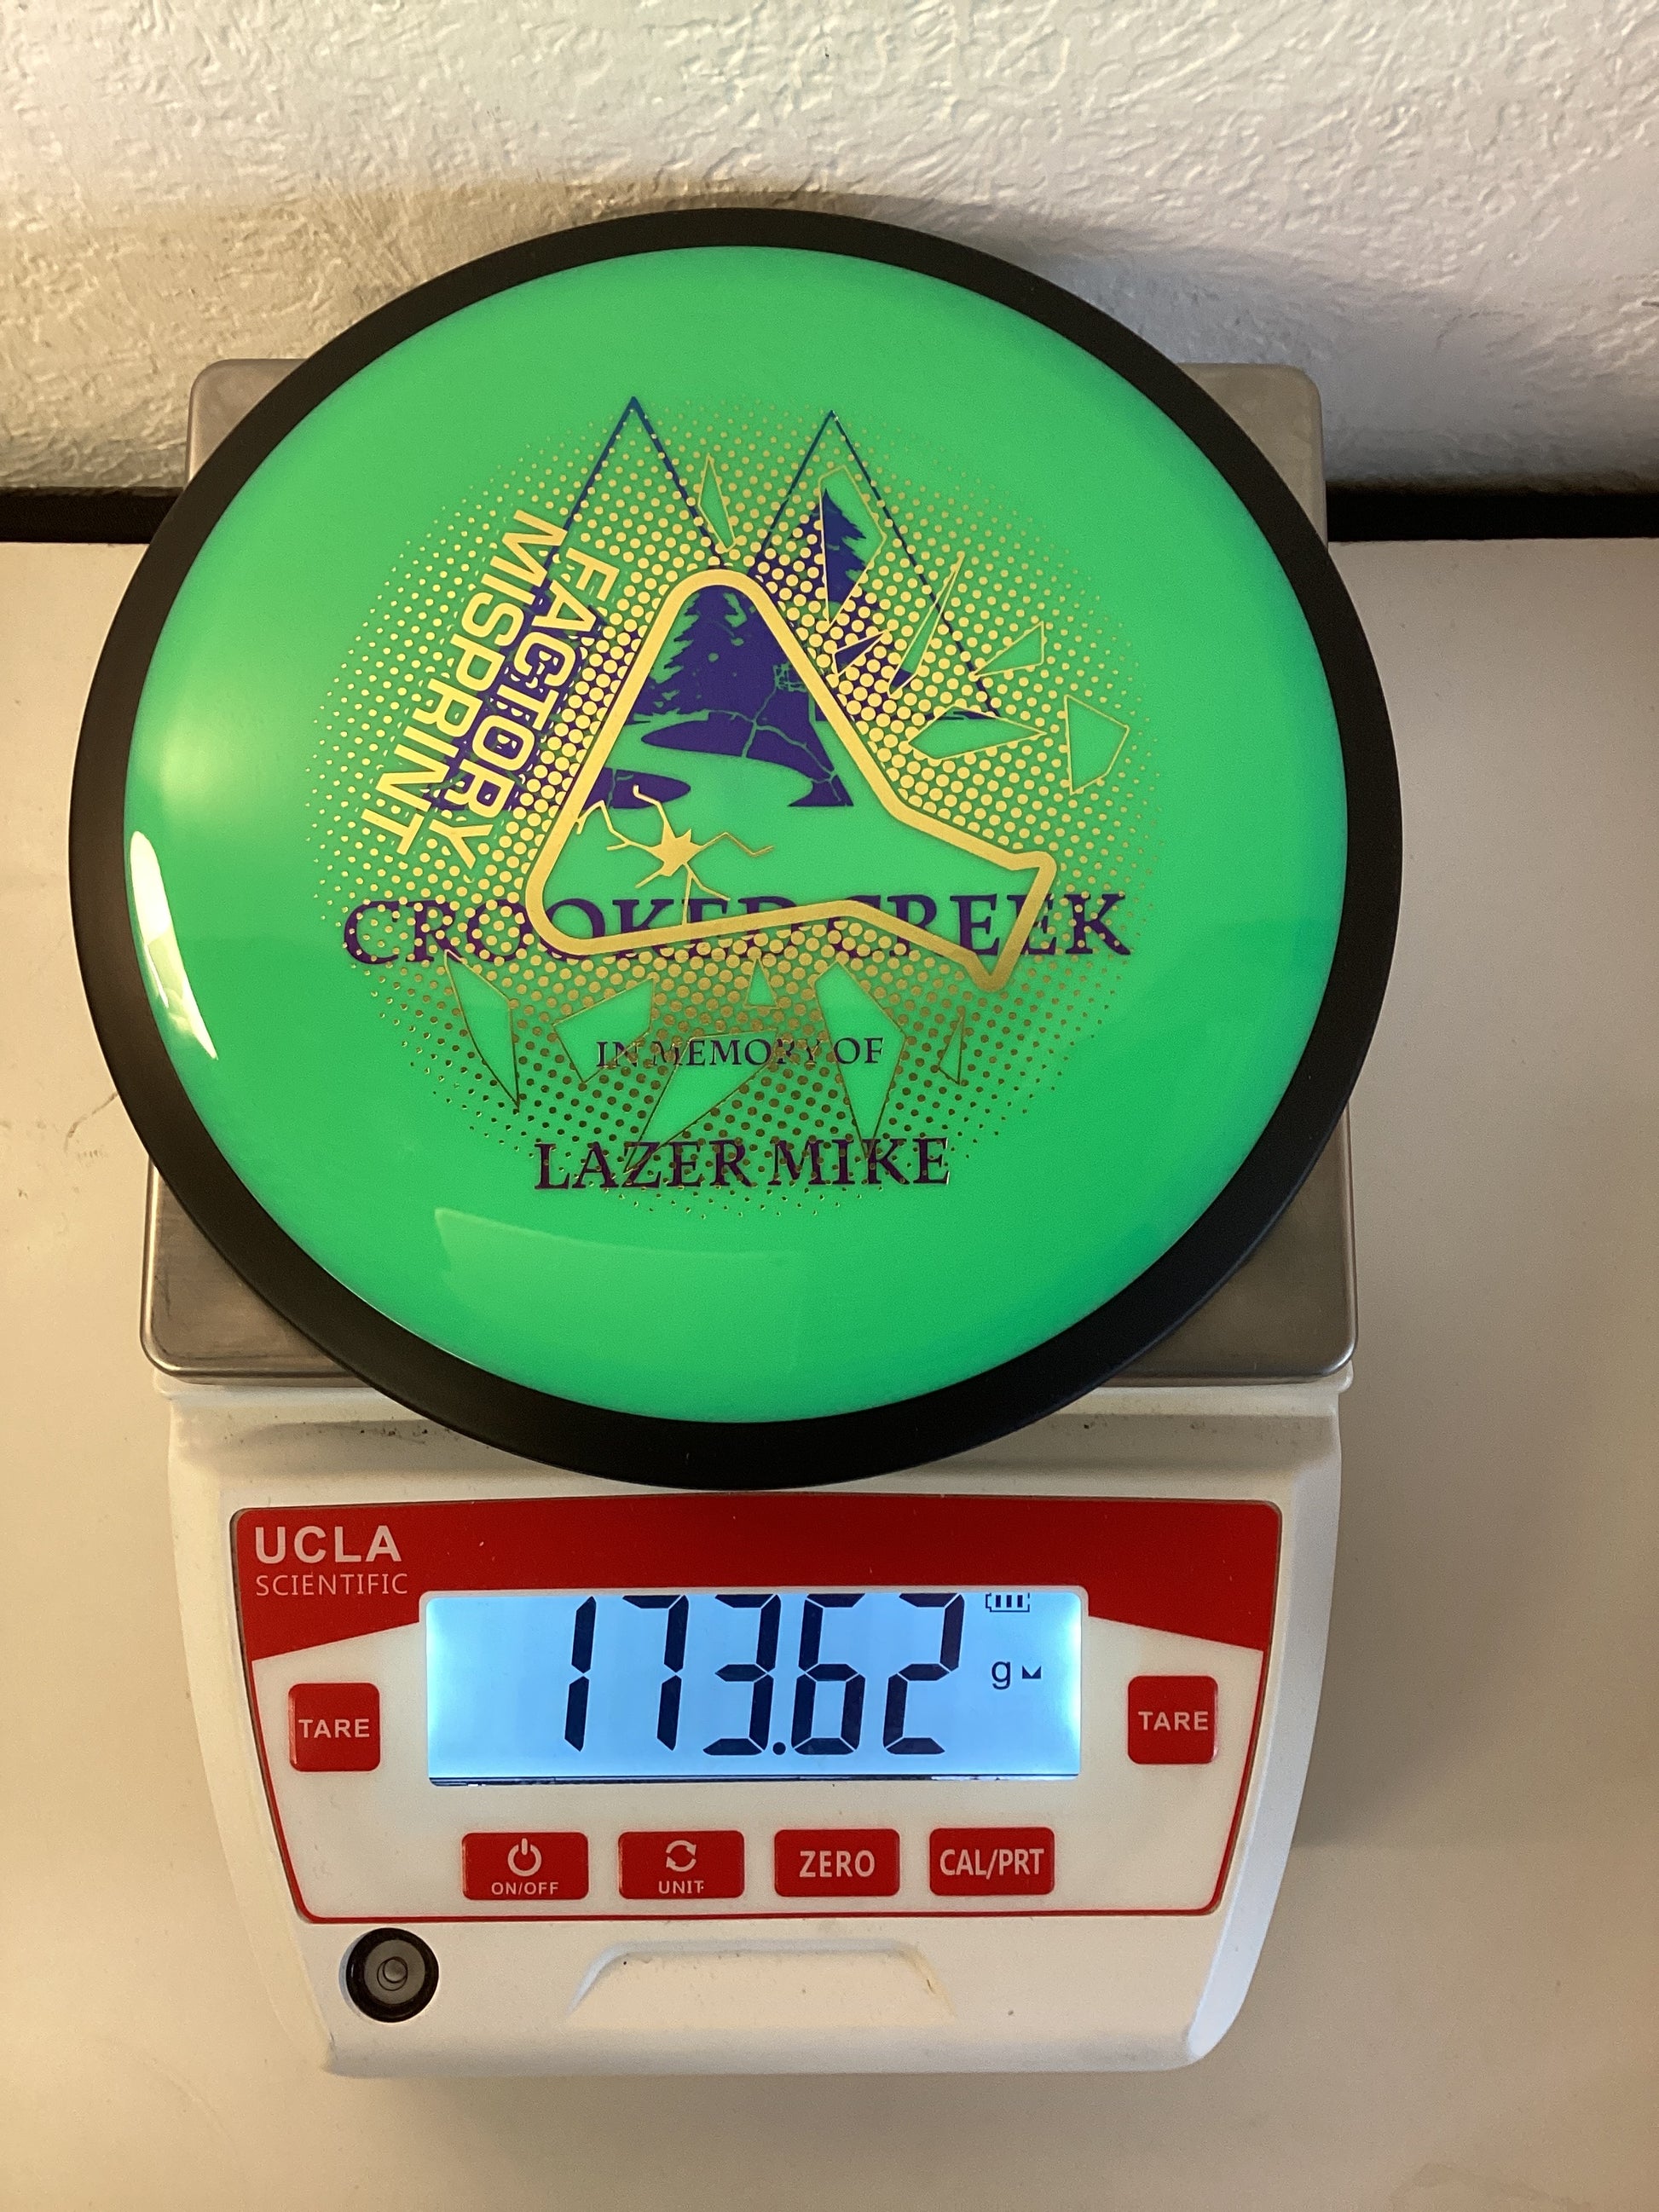 FACTORY
MISPRINT
CROOKED CREEK
IN MEMORY OF
LAZER MIKE
UCLA
SCIENTIFIC
173.62
g
TARE
TARE
ON/OFF
UNIT
ZERO
CAL/PRT